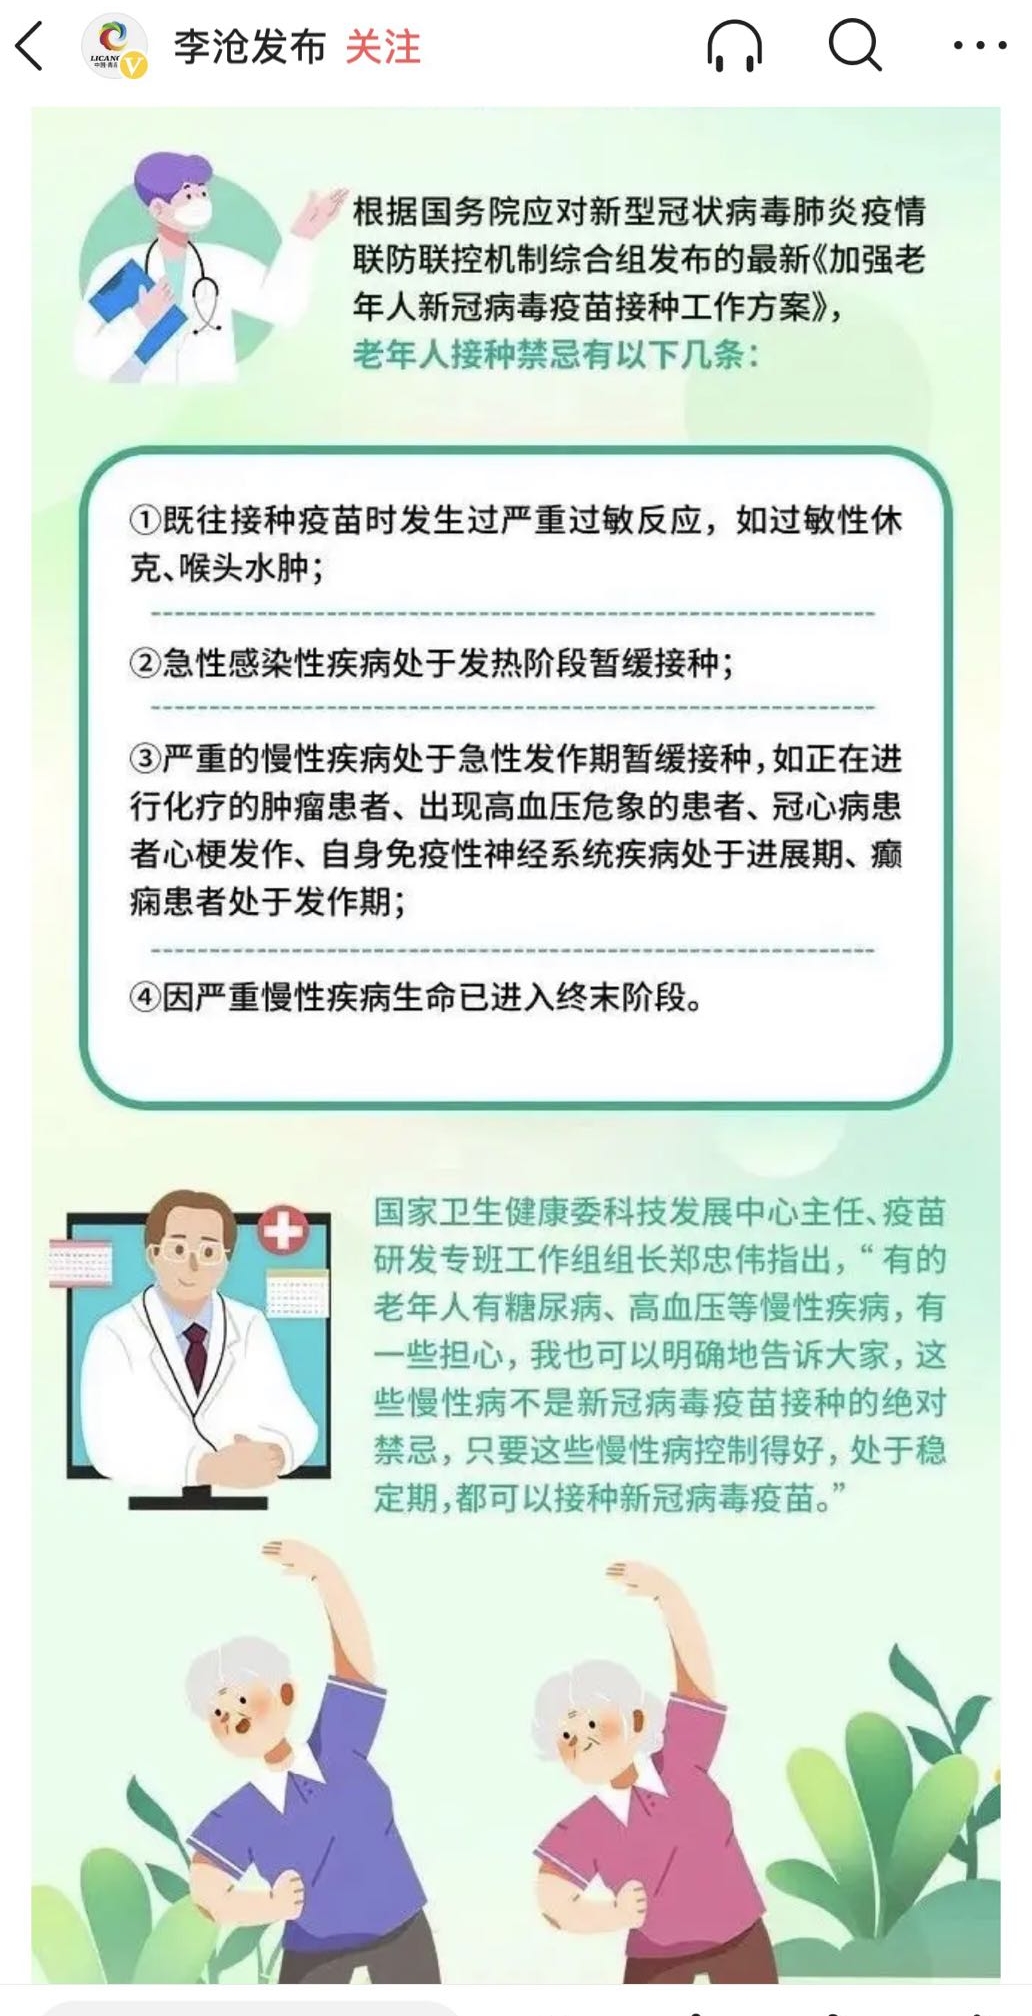 李沧发布 关注
LICANG
根据国务院应对新型冠状病毒肺炎疫情
联防联控机制综合组发布的最新《加强老
年人新冠病毒疫苗接种工作方案》，
老年人接种禁忌有以下几条：
①既往接种疫苗时发生过严重过敏反应，如过敏性休
克、喉头水肿；
②急性感染性疾病处于发热阶段暂缓接种；
③严重的慢性疾病处于急性发作期暂缓接种，如正在进
行化疗的肿瘤患者、出现高血压危象的患者、冠心病患
者心梗发作、自身免疫性神经系统疾病处于进展期、癫
痫患者处于发作期；
④因严重慢性疾病生命已进入终末阶段。
国家卫生健康委科技发展中心主任、疫苗
研发专班工作组组长郑忠伟指出，“有的
老年人有糖尿病、高血压等慢性疾病，有
一些担心，我也可以明确地告诉大家，这
些慢性病不是新冠病毒疫苗接种的绝对
禁忌，只要这些慢性病控制得好，处于稳
定期，都可以接种新冠病毒疫苗。”